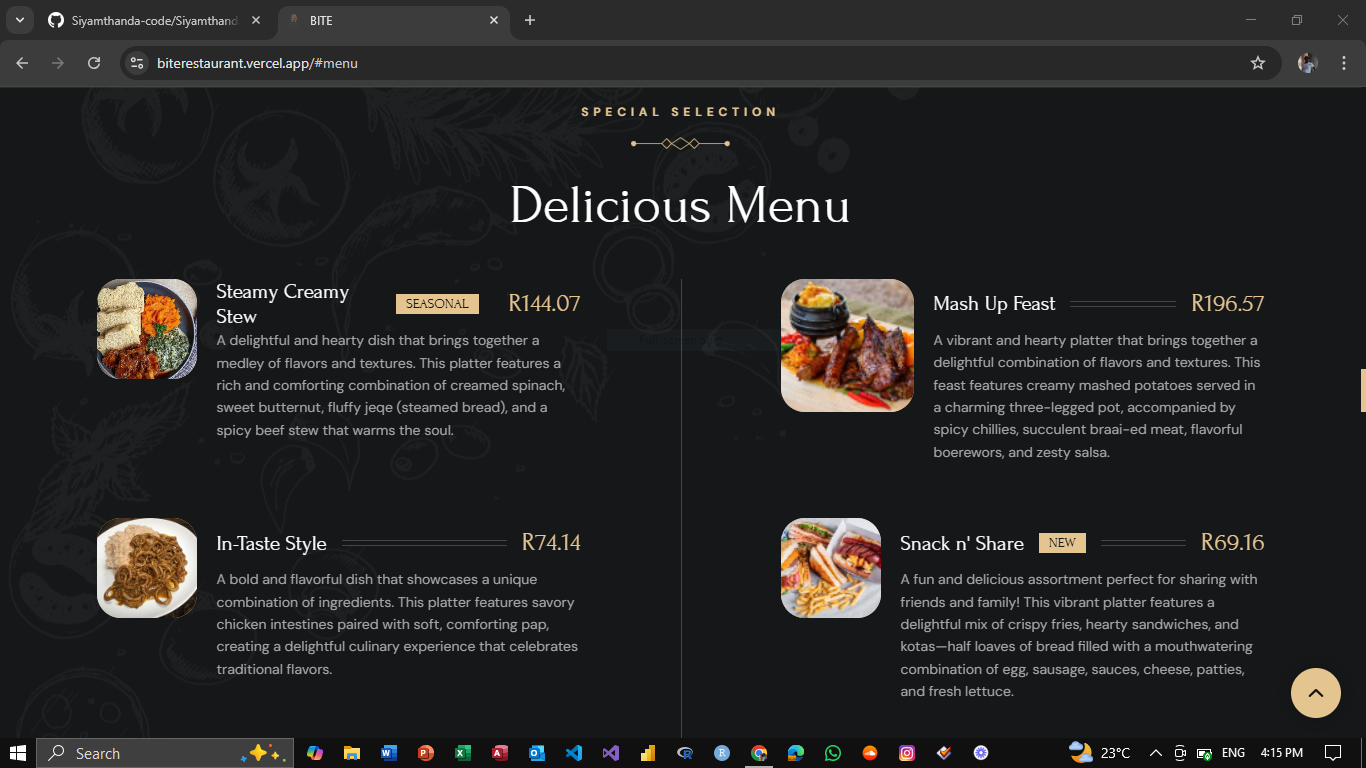 Siyamthanda-code/Siyamthand
BITE
biterestaurant.vercel.app/#menu
SPECIAL SELECTION
Delicious Menu
Steamy Creamy
Stew
SEASONAL
R144.07
A delightful and hearty dish that brings together a
medley of flavors and textures. This platter features a
rich and comforting combination of creamed spinach,
sweet butternut, fluffy jeqe (steamed bread), and a
spicy beef stew that warms the soul.
Mash Up Feast
R196.57
A vibrant and hearty platter that brings together a
delightful combination of flavors and textures. This
feast features creamy mashed potatoes served in
a charming three-legged pot, accompanied by
spicy chillies, succulent braai-ed meat, flavorful
boerewors, and zesty salsa.
In-Taste Style
R74.14
A bold and flavorful dish that showcases a unique
combination of ingredients. This platter features savory
chicken intestines paired with soft, comforting pap,
creating a delightful culinary experience that celebrates
traditional flavors.
Snack n' Share
NEW
R69.16
A fun and delicious assortment perfect for sharing with
friends and family! This vibrant platter features a
delightful mix of crispy fries, hearty sandwiches, and
kotas—half loaves of bread filled with a mouthwatering
combination of egg, sausage, sauces, cheese, patties,
and fresh lettuce.
Search
23°C
ENG
4:15 PM